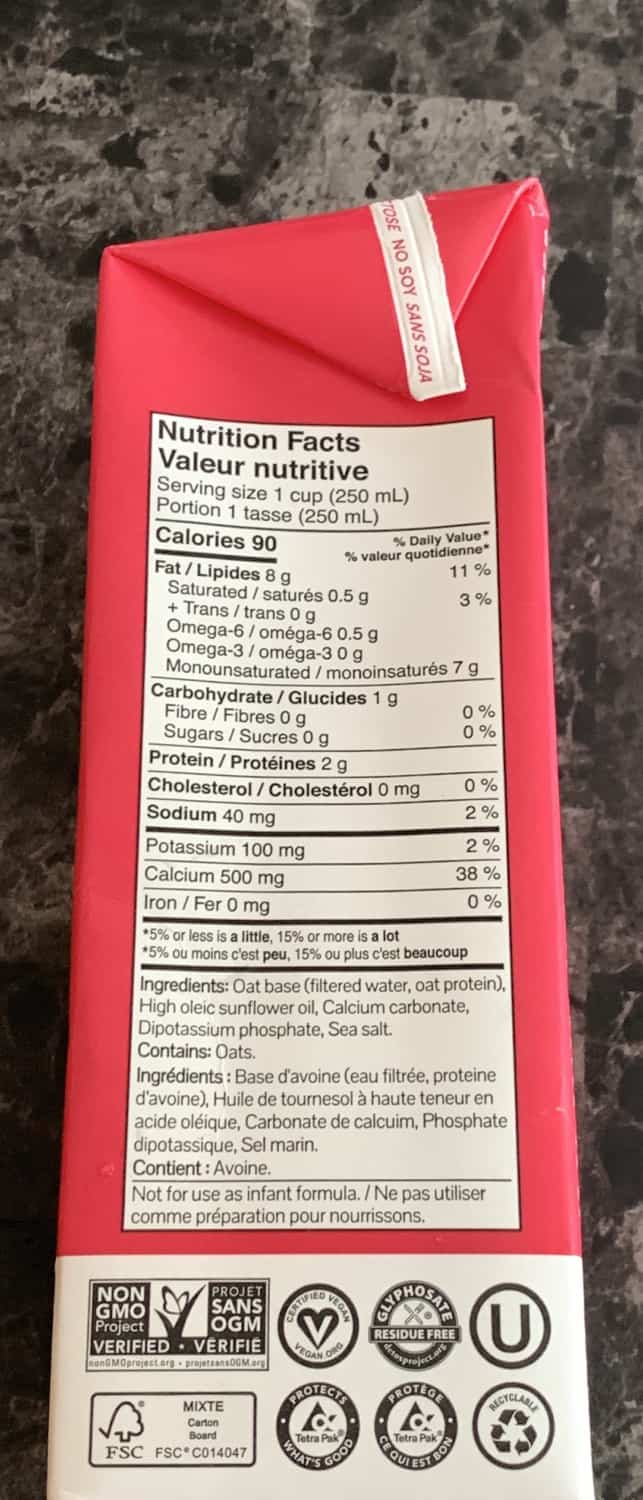 TOSE NO SOY SANS SOJA
Nutrition Facts
Valeur nutritive
Serving size 1 cup (250 mL)
Portion 1 tasse (250 mL)
Calories 90
% Daily Value*
% valeur quotidienne*
Fat / Lipides 8 g 11 %
Saturated / saturés 0.5 g 3 %
+ Trans / trans 0 g
Omega-6 / oméga-6 0.5 g
Omega-3 / oméga-3 0 g
Monounsaturated / monoinsaturés 7 g
Carbohydrate / Glucides 1 g
Fibre / Fibres 0 g 0 %
Sugars / Sucres 0 g 0 %
Protein / Protéines 2 g
Cholesterol / Cholestérol 0 mg 0 %
Sodium 40 mg 2 %
Potassium 100 mg 2 %
Calcium 500 mg 38 %
Iron / Fer 0 mg 0 %
*5% or less is a little, 15% or more is a lot
*5% ou moins c'est peu, 15% ou plus c'est beaucoup
Ingredients: Oat base (filtered water, oat protein),
High oleic sunflower oil, Calcium carbonate,
Dipotassium phosphate, Sea salt.
Contains: Oats.
Ingrédients : Base d'avoine (eau filtrée, proteine
d'avoine), Huile de tournesol à haute teneur en
acide oléique, Carbonate de calcuim, Phosphate
dipotassique, Sel marin.
Contient : Avoine.
Not for use as infant formula. / Ne pas utiliser
comme préparation pour nourrissons.
NON
GMO
Project
VERIFIED • VÉRIFIÉ
PROJET
SANS
OGM
nonGMOproject.org • projetsansOGM.org
CERTIFIED VEGAN
VEGAN.ORG
GLYPHOSATE
RESIDUE FREE
detoxproject.org
U
FSC
MIXTE
Carton
Board
FSC® C014047
PROTECTS
Tetra Pak®
WHAT'S GOOD
PROTÈGE
Tetra Pak®
CE QUI EST BON
RECYCLABLE